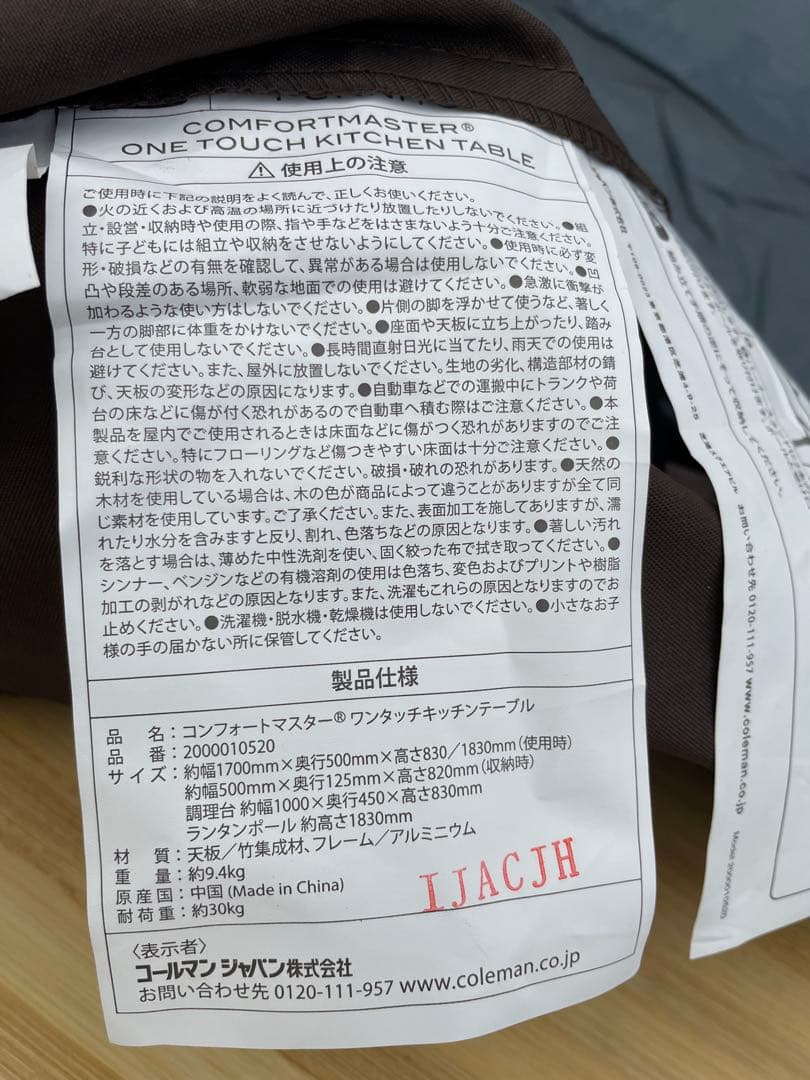 COMFORTMASTER®
ONE TOUCH KITCHEN TABLE
⚠ 使用上の注意
ご使用時に下記の説明をよく読んで、正しくお使いください。
●火の近くおよび高温の場所に近づけたり放置したりしないでください。●組
立・設営・収納時や使用の際、指や手などをはさまないよう十分ご注意ください。
特に子どもには組立や収納をさせないようにしてください。●使用時に必ず変
形・破損などの有無を確認して、異常がある場合は使用しないでください。●凹
凸や段差のある場所、軟弱な地面での使用は避けてください。●急激に衝撃が
加わるような使い方はしないでください。●片側の脚を浮かせて使うなど、著しく
一方の脚部に体重をかけないでください。●座面や天板に立ち上がったり、踏み
台として使用しないでください。●長時間直射日光に当てたり、雨天での使用は
避けてください。また、屋外に放置しないでください。生地の劣化、構造部材の錆
び、天板の変形などの原因になります。●自動車などでの運搬中にトランクや荷
台の床などに傷が付く恐れがあるので自動車へ積む際はご注意ください。●本
製品を屋内でご使用されるときは床面などに傷がつく恐れがありますのでご注
意ください。特にフローリングなど傷つきやすい床面は十分ご注意ください。●
鋭利な形状の物を入れないでください。破損・破れの恐れがあります。●天然の
木材を使用している場合は、木の色が商品によって違うことがありますが全て同
じ素材を使用しています。ご了承ください。また、表面加工を施してありますが、濡
れたり水分を含みますと反り、割れ、色落ちなどの原因となります。●著しい汚れ
を落とす場合は、薄めた中性洗剤を使い、固く絞った布で拭き取ってください。●
シンナー、ベンジンなどの有機溶剤の使用は色落ち、変色およびプリントや樹脂
加工の剥がれなどの原因となります。また、洗濯もこれらの原因となりますのでお
止めください。●洗濯機・脱水機・乾燥機は使用しないでください。●小さなお子
様の手の届かない所に保管してください。
製品仕様
品 名:コンフォートマスター® ワンタッチキッチンテーブル
品 番:2000010520
サイズ:約幅1700mm×奥行500mm×高さ830/1830mm(使用時)
約幅500mm×奥行125mm×高さ820mm(収納時)
調理台 約幅1000×奥行450×高さ830mm
ランタンポール 約高さ1830mm
材 質:天板/竹集成材、フレーム/アルミニウム
重 量:約9.4kg
原産国:中国(Made in China)
耐荷重:約30kg
IJACJH
〈表示者〉
コールマン ジャパン株式会社
お問い合わせ先 0120-111-957 www.coleman.co.jp
お問い合わせ先 0120-111-957 www.coleman.co.jp
Model 2000010520